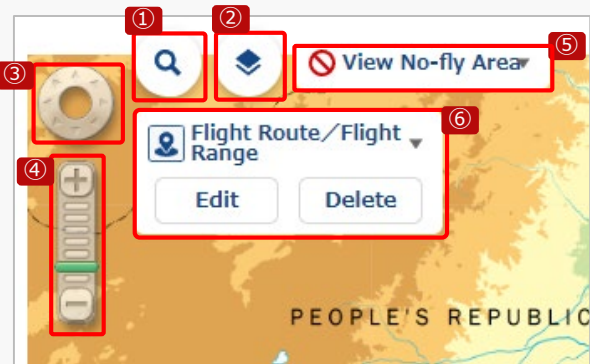 ①
②
③
④
⑤
View No-fly Area
⑥
Flight Route／Flight
Range
Edit
Delete
PEOPLE'S REPUBLIC